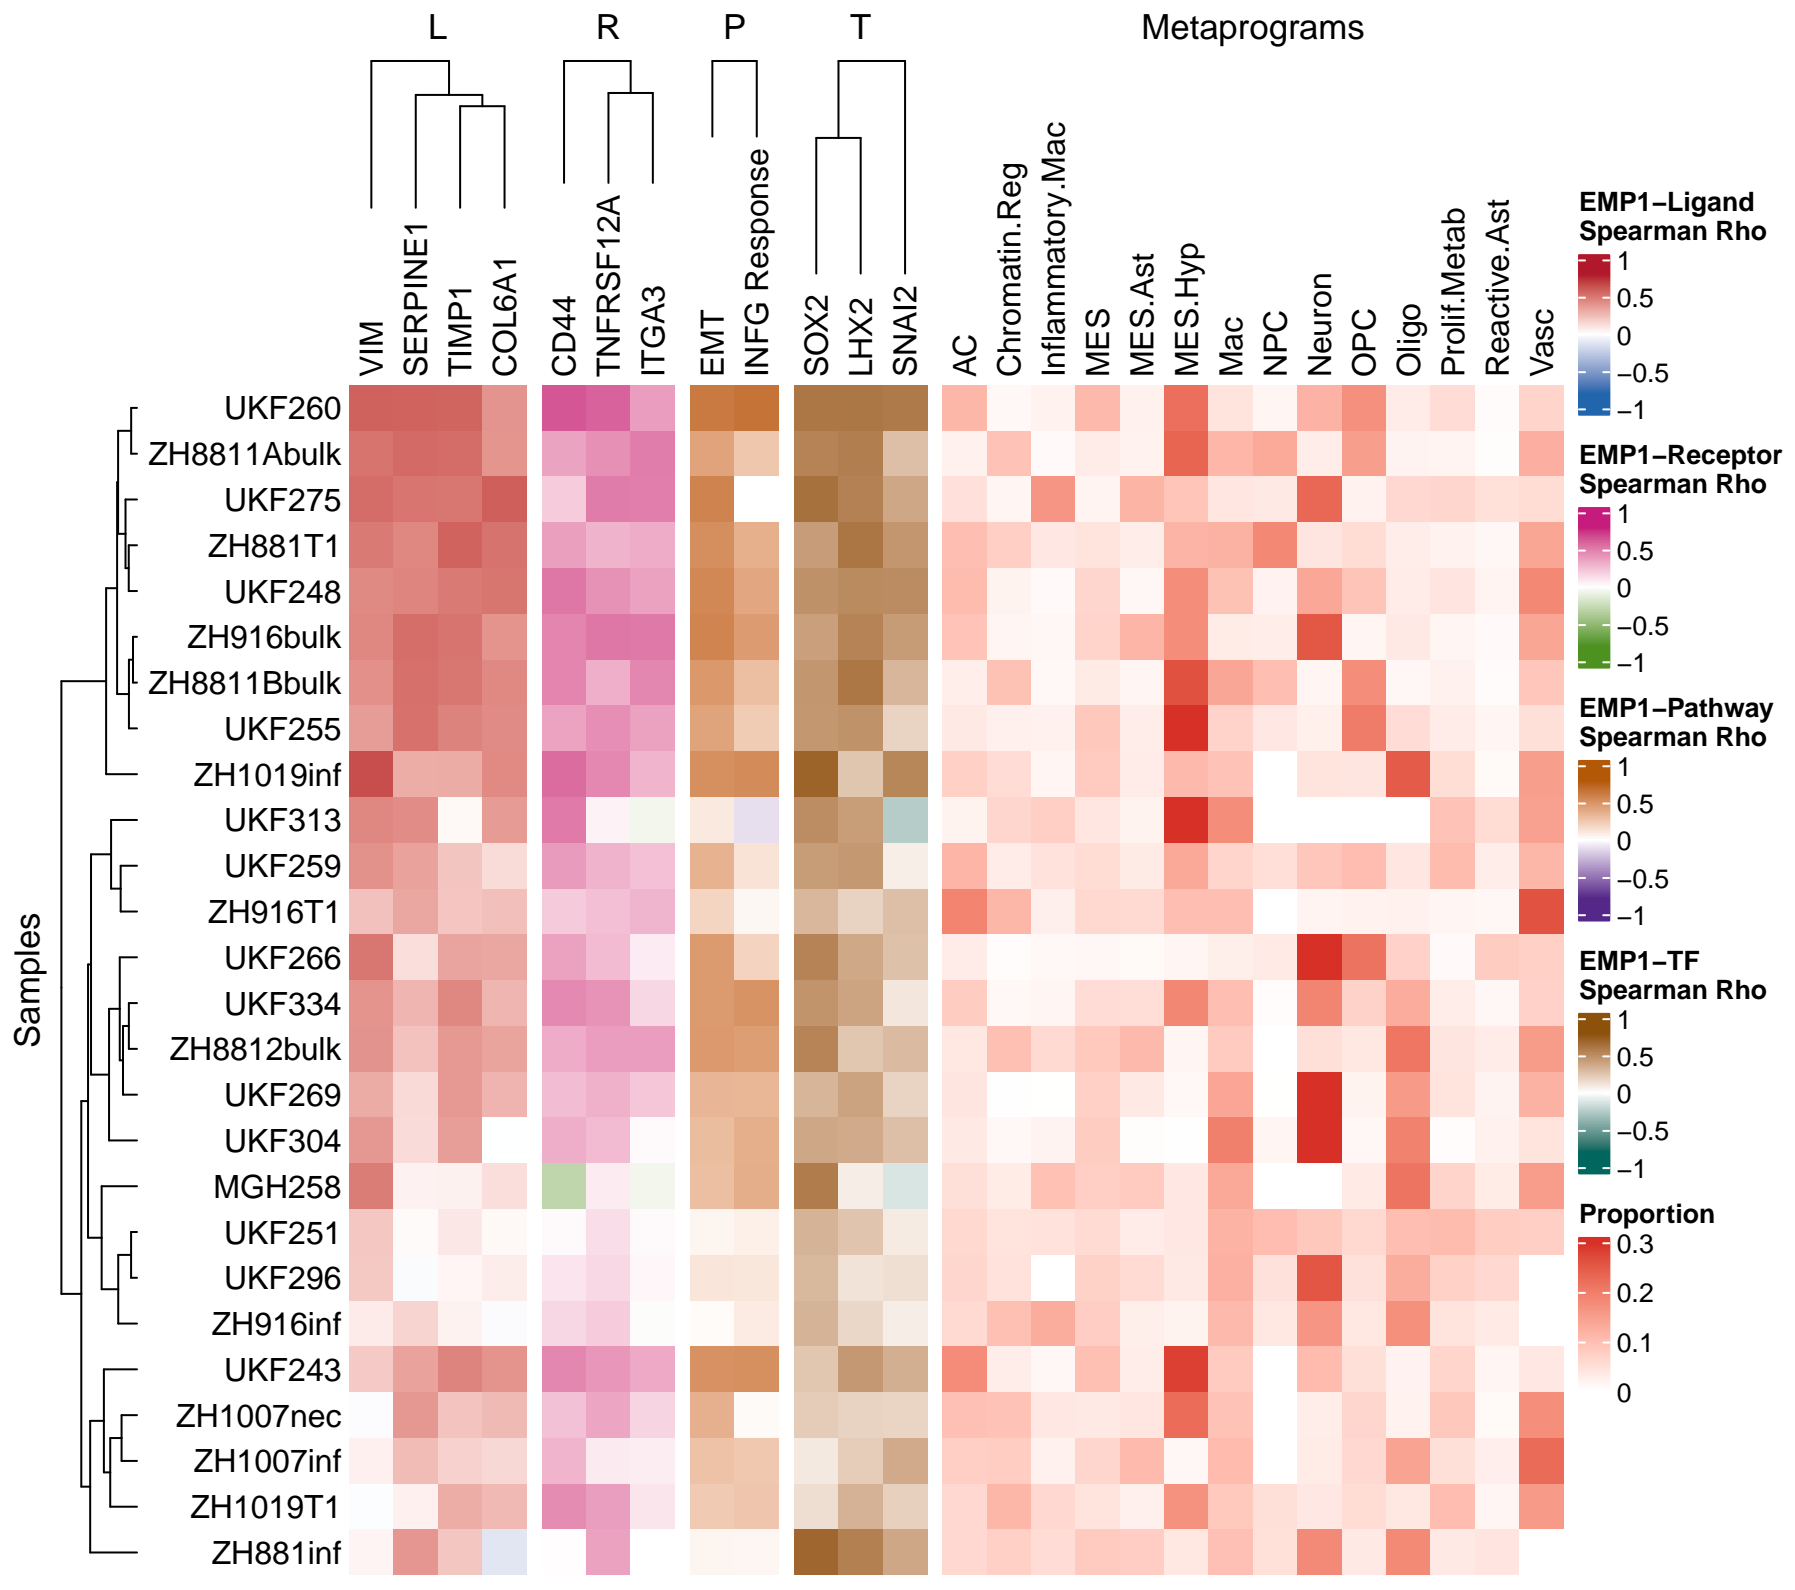 L R P T Metaprograms
VIM
SERPINE1
TIMP1
COL6A1
CD44
TNFRSF12A
ITGA3
EMT
INFG Response
SOX2
LHX2
SNAI2
AC
Chromatin.Reg
Inflammatory.Mac
MES
MES.Ast
MES.Hyp
Mac
NPC
Neuron
OPC
Oligo
Prolif.Metab
Reactive.Ast
Vasc
Samples
UKF260
ZH8811Abulk
UKF275
ZH881T1
UKF248
ZH916bulk
ZH8811Bbulk
UKF255
ZH1019inf
UKF313
UKF259
ZH916T1
UKF266
UKF334
ZH8812bulk
UKF269
UKF304
MGH258
UKF251
UKF296
ZH916inf
UKF243
ZH1007nec
ZH1007inf
ZH1019T1
ZH881inf
EMP1−Ligand
Spearman Rho
1
0.5
0
−0.5
−1
EMP1−Receptor
Spearman Rho
1
0.5
0
−0.5
−1
EMP1−Pathway
Spearman Rho
1
0.5
0
−0.5
−1
EMP1−TF
Spearman Rho
1
0.5
0
−0.5
−1
Proportion
0.3
0.2
0.1
0